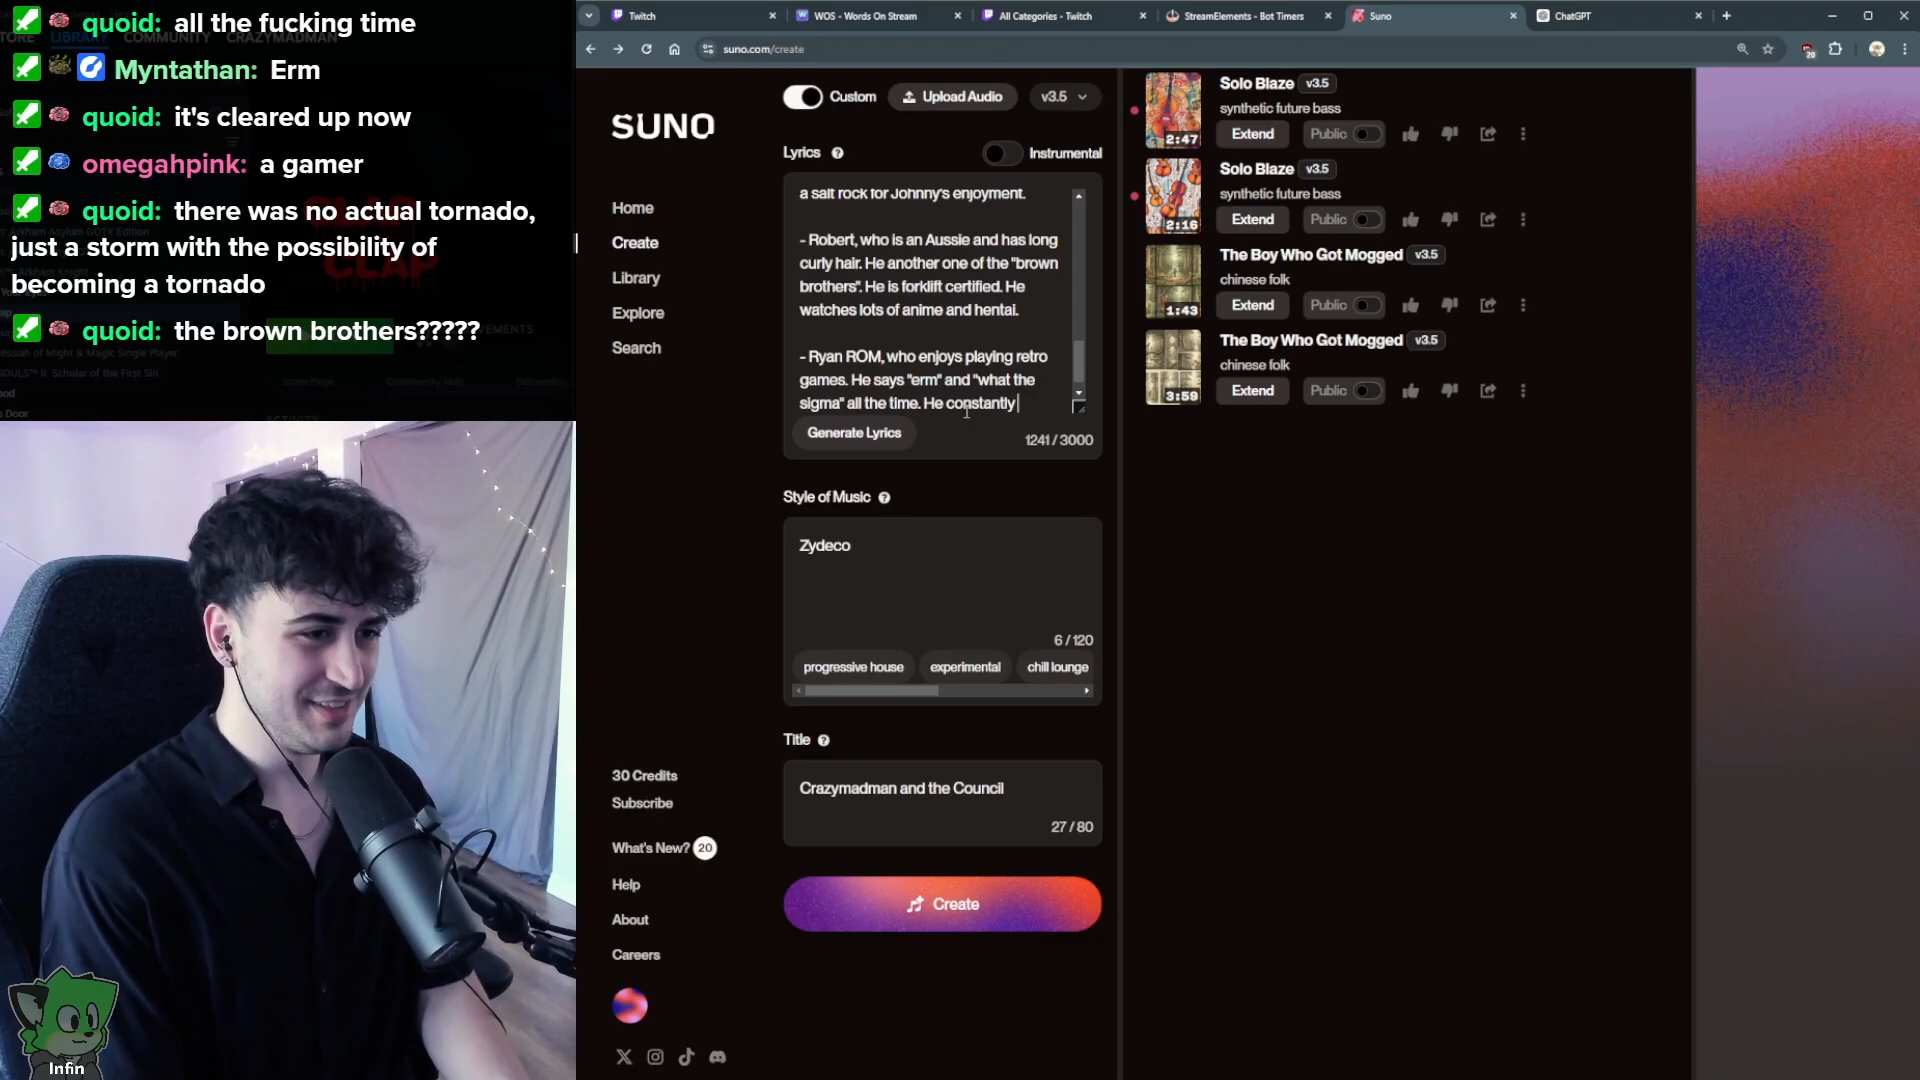 quoid: all the fucking time
Myntathan: Erm
quoid: it's cleared up now
omegahpink: a gamer
quoid: there was no actual tornado,
just a storm with the possibility of
becoming a tornado
quoid: the brown brothers?????
LIBRARY COMMUNITY CRAZYMADMAN
Store Page Community Hub
Infin
Twitch
WOS - Words On Stream
All Categories - Twitch
StreamElements - Bot Timers
Suno
ChatGPT
suno.com/create
20
SUNO
Home
Create
Library
Explore
Search
30 Credits
Subscribe
What's New? 20
Help
About
Careers
Custom
Upload Audio
v3.5
Lyrics
Instrumental
a salt rock for Johnny's enjoyment.
- Robert, who is an Aussie and has long
curly hair. He another one of the "brown
brothers". He is forklift certified. He
watches lots of anime and hentai.
- Ryan ROM, who enjoys playing retro
games. He says "erm" and "what the
sigma" all the time. He constantly
Generate Lyrics
1241 / 3000
Style of Music
Zydeco
6 / 120
progressive house
experimental
chill lounge
Title
Crazymadman and the Council
27 / 80
Create
Solo Blaze v3.5
synthetic future bass
2:47
Extend
Public
Solo Blaze v3.5
synthetic future bass
2:16
Extend
Public
The Boy Who Got Mogged v3.5
chinese folk
1:43
Extend
Public
The Boy Who Got Mogged v3.5
chinese folk
3:59
Extend
Public